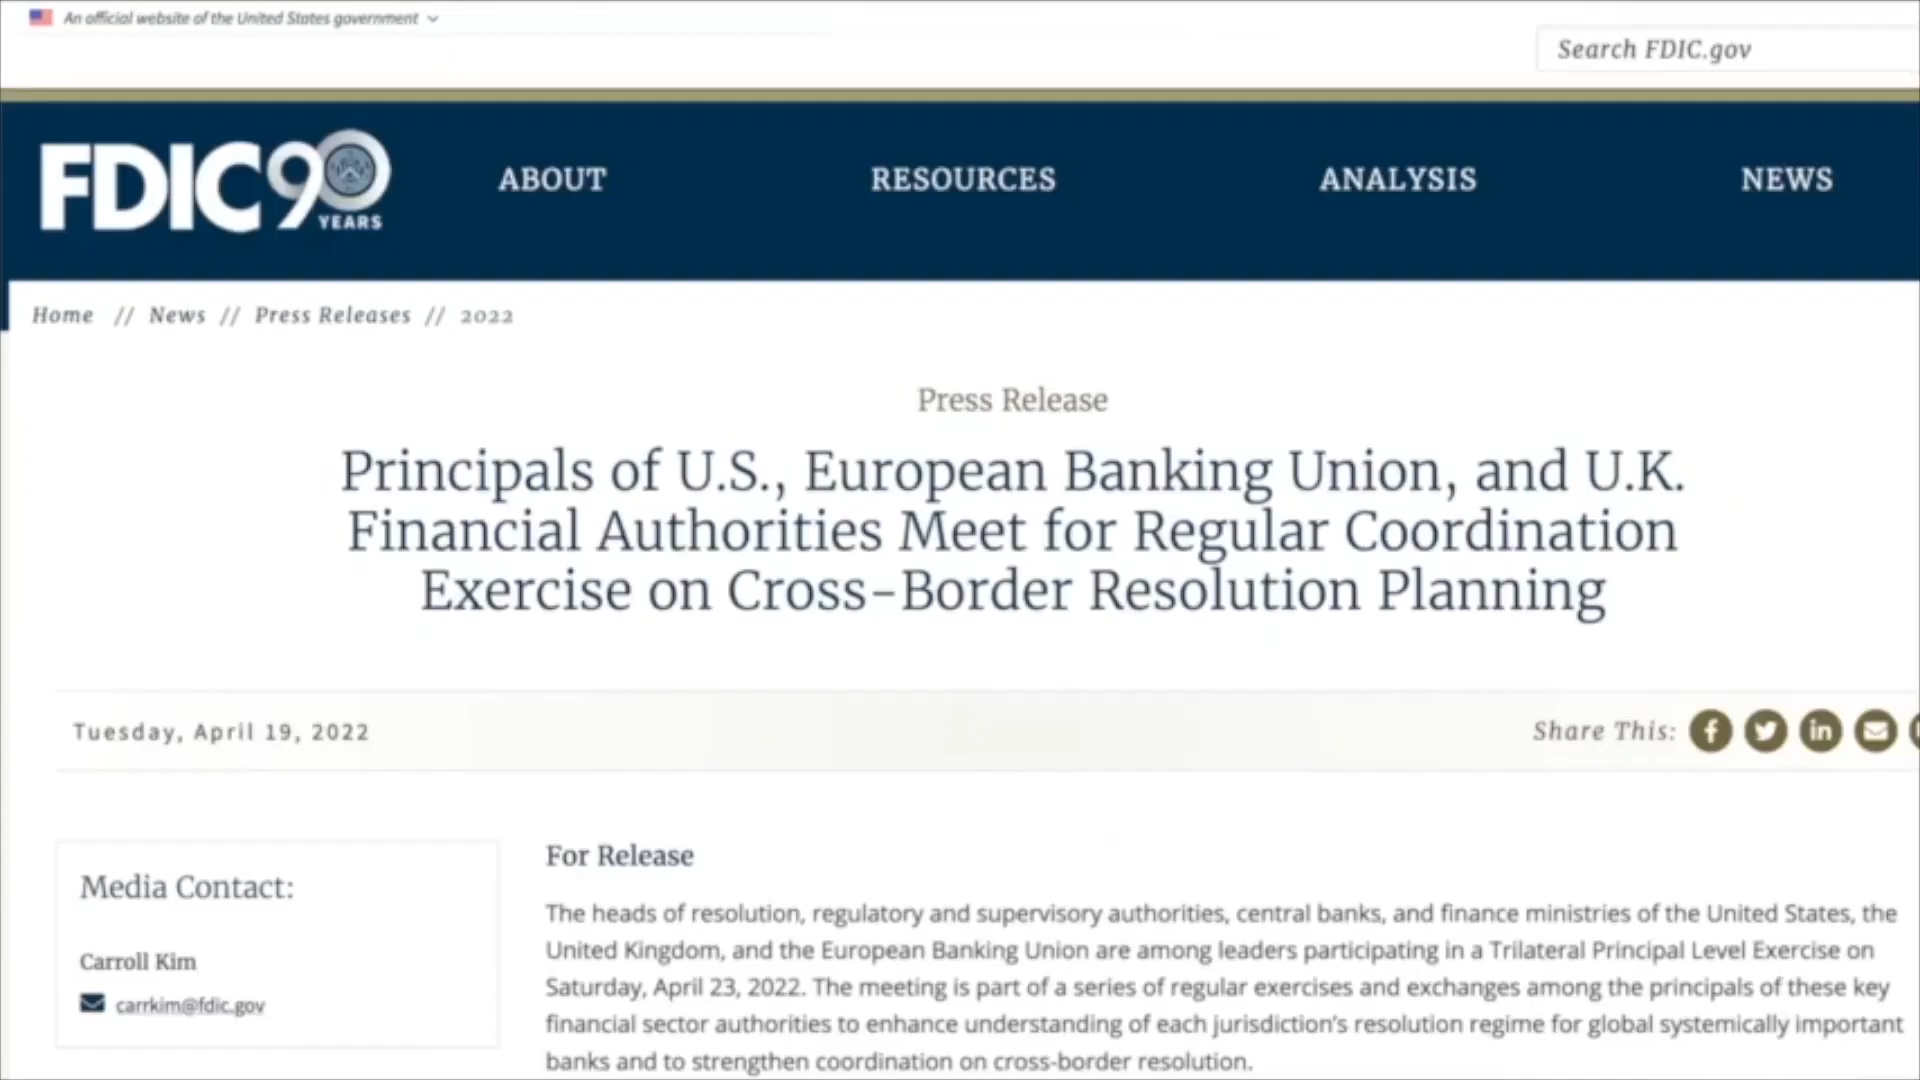 An official website of the United States government
Search FDIC.gov
FDIC 90 YEARS
ABOUT
RESOURCES
ANALYSIS
NEWS
Home // News // Press Releases // 2022
Press Release
Principals of U.S., European Banking Union, and U.K.
Financial Authorities Meet for Regular Coordination
Exercise on Cross-Border Resolution Planning
Tuesday, April 19, 2022
Share This:
Media Contact:
Carroll Kim
carrkim@fdic.gov
For Release
The heads of resolution, regulatory and supervisory authorities, central banks, and finance ministries of the United States, the
United Kingdom, and the European Banking Union are among leaders participating in a Trilateral Principal Level Exercise on
Saturday, April 23, 2022. The meeting is part of a series of regular exercises and exchanges among the principals of these key
financial sector authorities to enhance understanding of each jurisdiction's resolution regime for global systemically important
banks and to strengthen coordination on cross-border resolution.